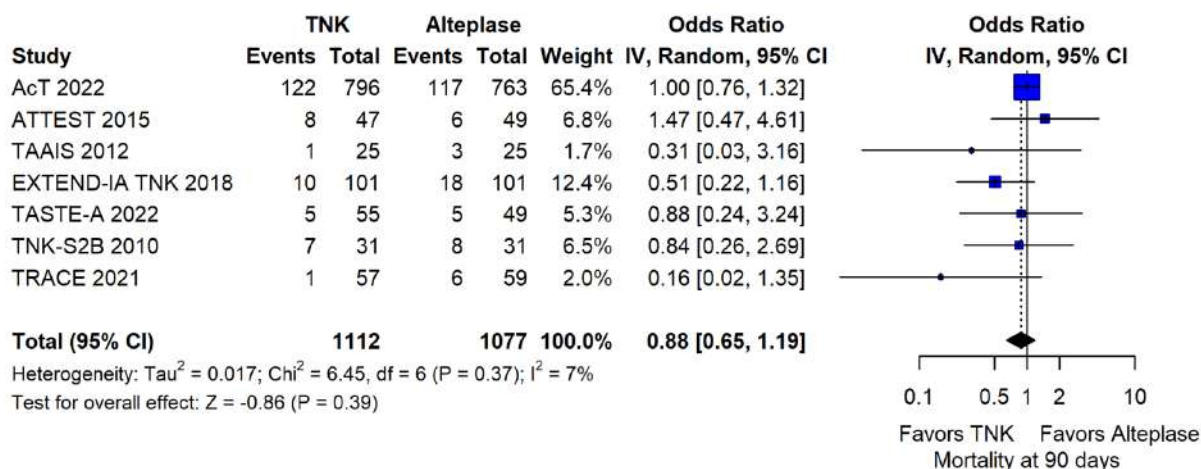 TNK Alteplase Odds Ratio Odds Ratio
Study Events Total Events Total Weight IV, Random, 95% CI IV, Random, 95% CI
AcT 2022 122 796 117 763 65.4% 1.00 [0.76, 1.32]
ATTEST 2015 8 47 6 49 6.8% 1.47 [0.47, 4.61]
TAAIS 2012 1 25 3 25 1.7% 0.31 [0.03, 3.16]
EXTEND-IA TNK 2018 10 101 18 101 12.4% 0.51 [0.22, 1.16]
TASTE-A 2022 5 55 5 49 5.3% 0.88 [0.24, 3.24]
TNK-S2B 2010 7 31 8 31 6.5% 0.84 [0.26, 2.69]
TRACE 2021 1 57 6 59 2.0% 0.16 [0.02, 1.35]
Total (95% CI) 1112 1077 100.0% 0.88 [0.65, 1.19]
Heterogeneity: Tau² = 0.017; Chi² = 6.45, df = 6 (P = 0.37); I² = 7%
Test for overall effect: Z = -0.86 (P = 0.39)
0.1 0.5 1 2 10
Favors TNK Favors Alteplase
Mortality at 90 days